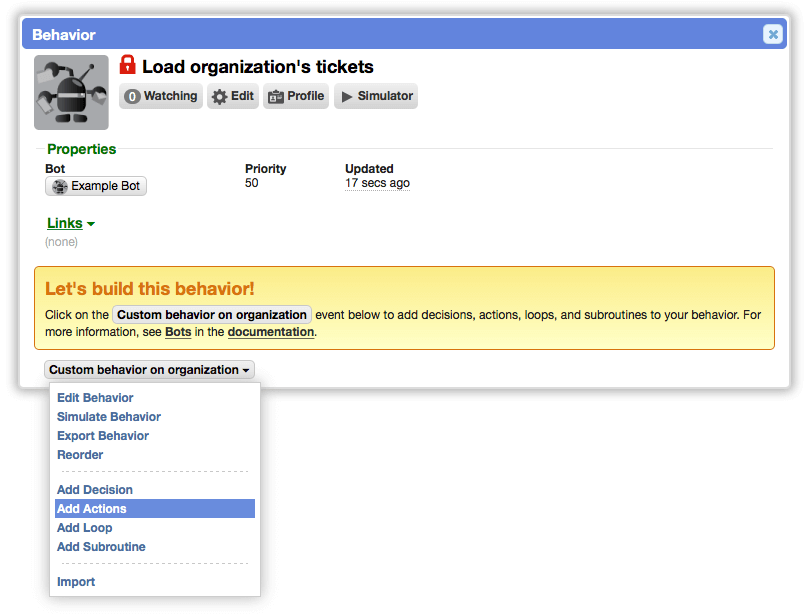 Behavior
Load organization's tickets
0 Watching Edit Profile Simulator
Properties
Bot Priority Updated
Example Bot 50 17 secs ago
Links
(none)
Let's build this behavior!
Click on the Custom behavior on organization event below to add decisions, actions, loops, and subroutines to your behavior. For
more information, see Bots in the documentation.
Custom behavior on organization
Edit Behavior
Simulate Behavior
Export Behavior
Reorder
Add Decision
Add Actions
Add Loop
Add Subroutine
Import